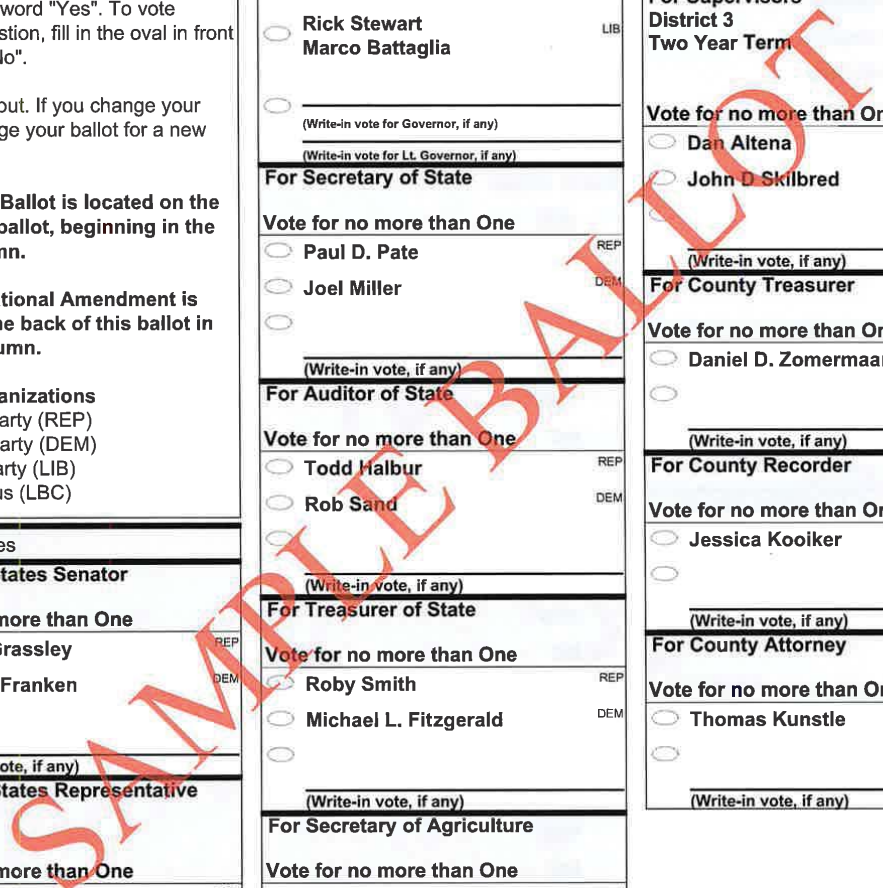 word "Yes". To vote
stion, fill in the oval in front
out. If you change your
ge your ballot for a new
Ballot is located on the
ballot, beginning in the
tional Amendment is
he back of this ballot in
umn.
anizations
arty (REP)
arty (DEM)
arty (LIB)
us (LBC)
es
tates Senator
more than One
Grassley REP
Franken DEM
ote, if any)
States Representative
more than One
Rick Stewart LIB
Marco Battaglia
(Write-in vote for Governor, if any)
(Write-in vote for Lt. Governor, if any)
For Secretary of State
Vote for no more than One
Paul D. Pate REP
Joel Miller DEM
(Write-in vote, if any)
For Auditor of State
Vote for no more than One
Todd Halbur REP
Rob Sand DEM
(Write-in vote, if any)
For Treasurer of State
Vote for no more than One
Roby Smith REP
Michael L. Fitzgerald DEM
(Write-in vote, if any)
For Secretary of Agriculture
Vote for no more than One
For Supervisors
District 3
Two Year Term
Vote for no more than On
Dan Altena
John D Skilbred
(Write-in vote, if any)
For County Treasurer
Vote for no more than On
Daniel D. Zomermaan
(Write-in vote, if any)
For County Recorder
Vote for no more than On
Jessica Kooiker
(Write-in vote, if any)
For County Attorney
Vote for no more than On
Thomas Kunstle
(Write-in vote, if any)
SAMPLE BALLOT